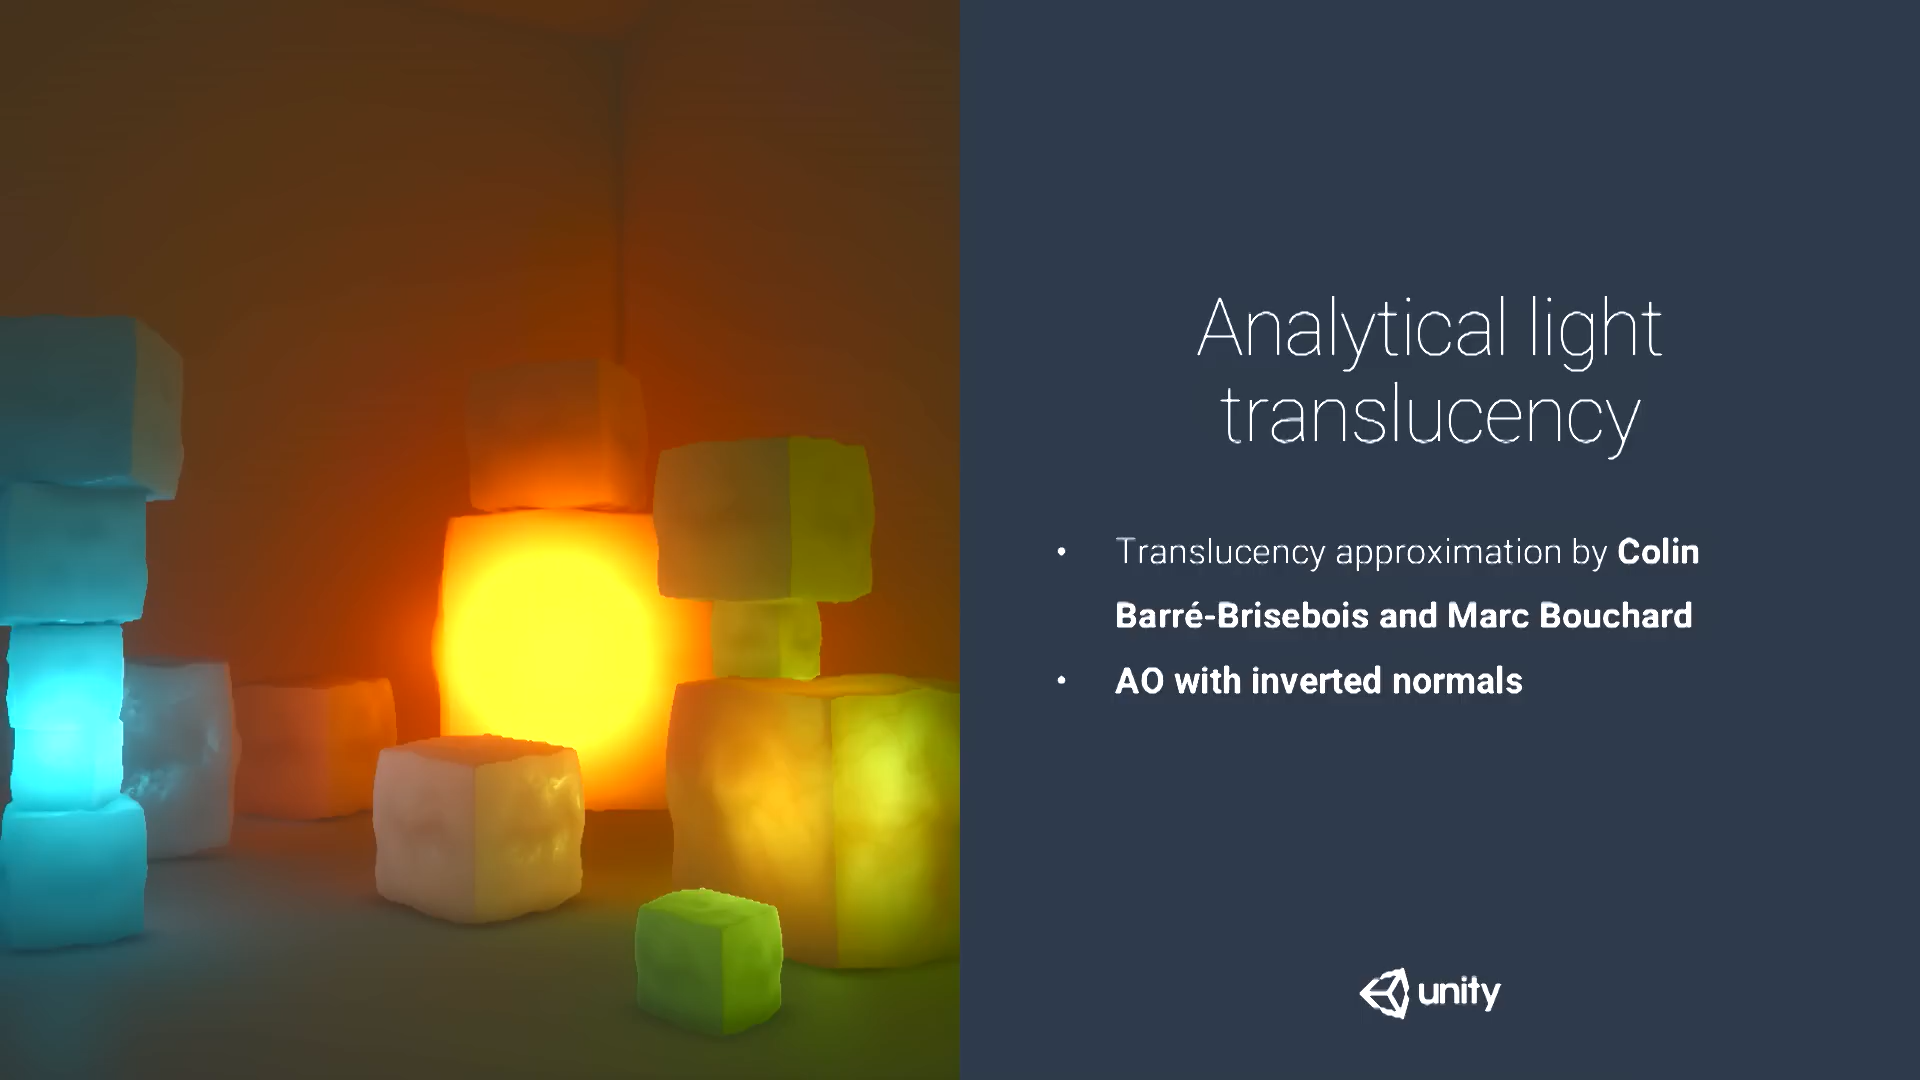 Analytical light
translucency
• Translucency approximation by Colin
Barré-Brisebois and Marc Bouchard
• AO with inverted normals
unity